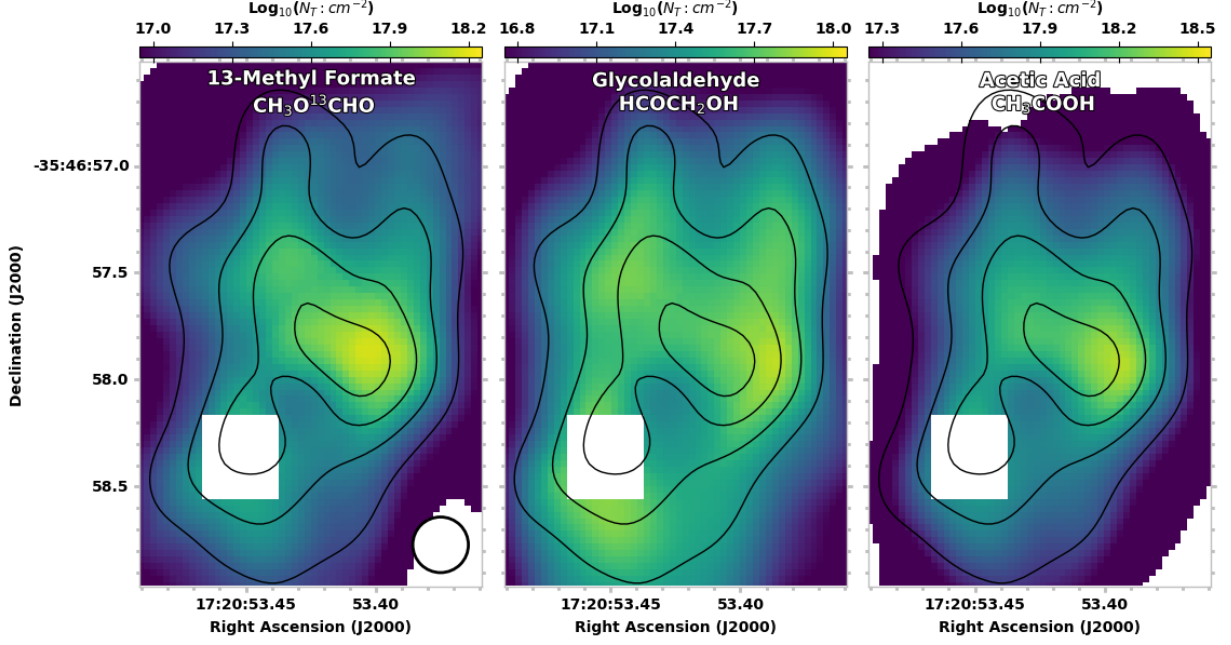 Log₁₀(N_T : cm⁻²)
17.0 17.3 17.6 17.9 18.2
13-Methyl Formate
CH₃O¹³CHO
Log₁₀(N_T : cm⁻²)
16.8 17.1 17.4 17.7 18.0
Glycolaldehyde
HCOCH₂OH
Log₁₀(N_T : cm⁻²)
17.3 17.6 17.9 18.2 18.5
Acetic Acid
CH₃COOH
Declination (J2000)
-35:46:57.0
57.5
58.0
58.5
17:20:53.45 53.40
Right Ascension (J2000)
17:20:53.45 53.40
Right Ascension (J2000)
17:20:53.45 53.40
Right Ascension (J2000)